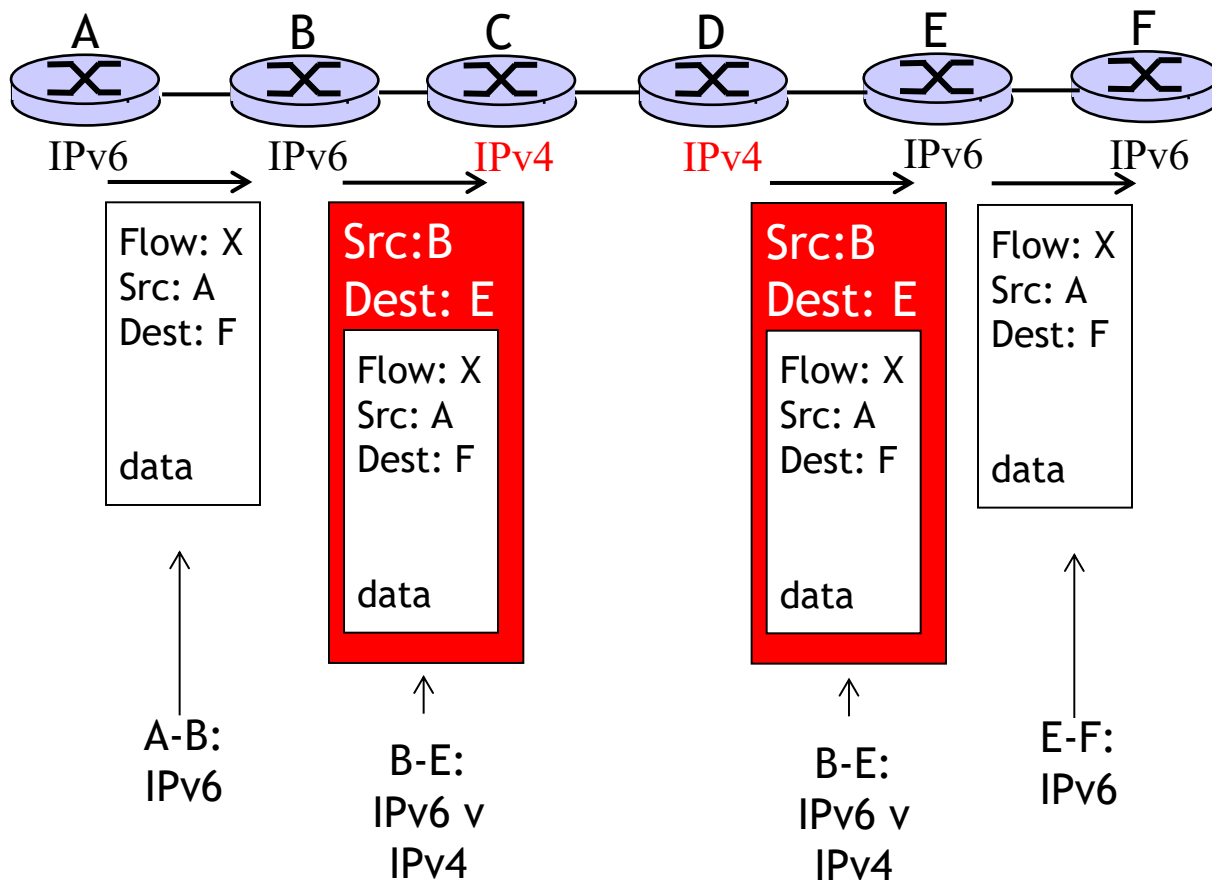 A B C D E F
IPv6 IPv6 IPv4 IPv4 IPv6 IPv6
Flow: X
Src: A
Dest: F
data
Src:B
Dest: E
Flow: X
Src: A
Dest: F
data
Src:B
Dest: E
Flow: X
Src: A
Dest: F
data
Flow: X
Src: A
Dest: F
data
A-B:
IPv6
B-E:
IPv6 v
IPv4
B-E:
IPv6 v
IPv4
E-F:
IPv6